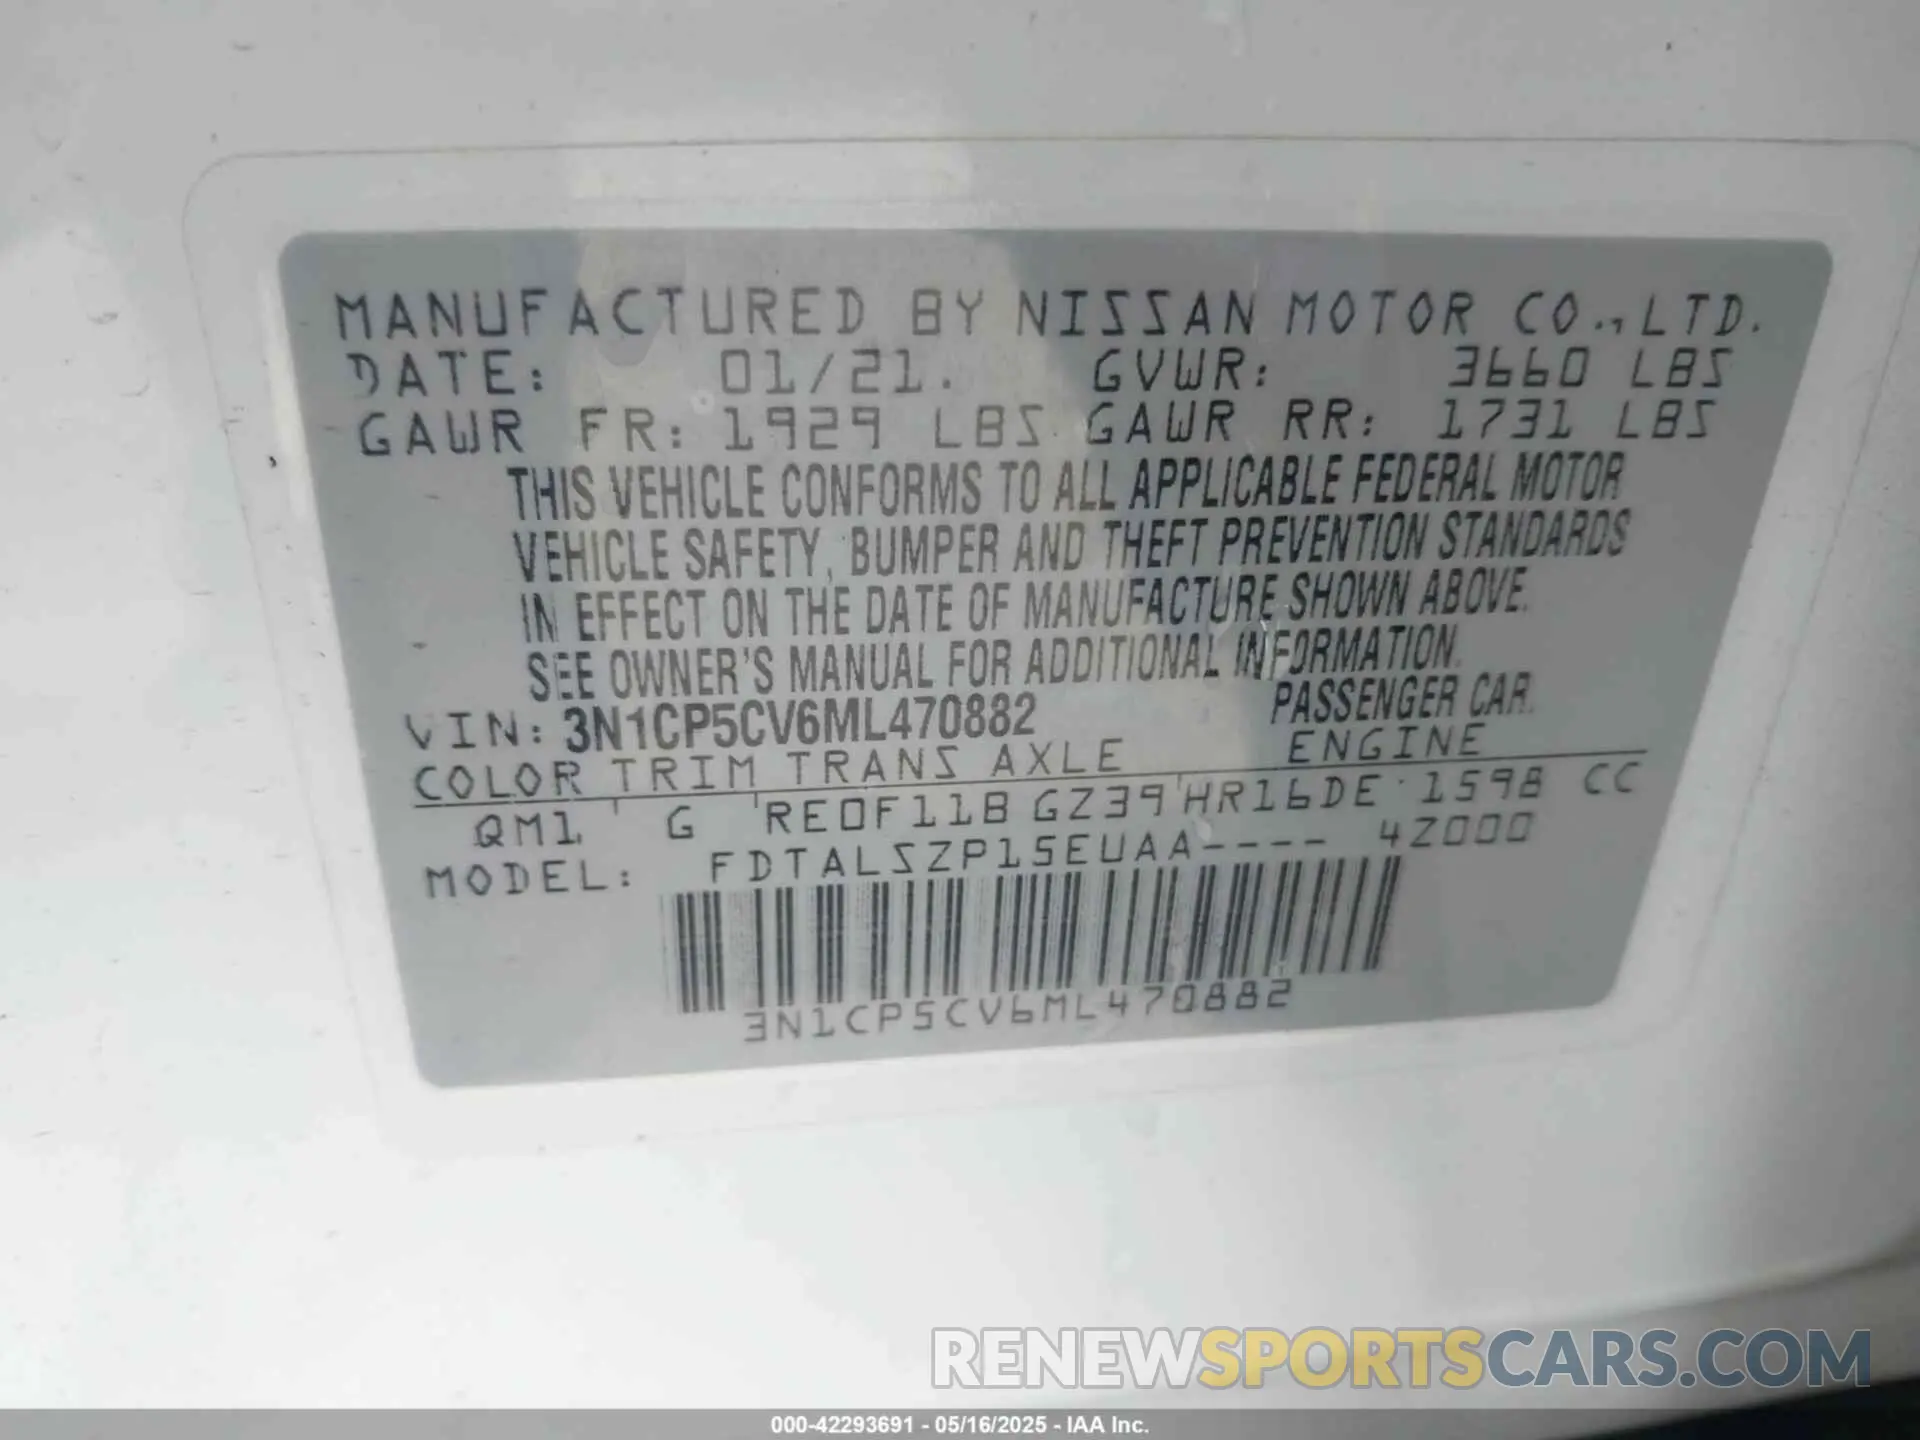 MANUFACTURED BY NISSAN MOTOR CO., LTD.
DATE: 01/21. GVWR: 3660 LBS
GAWR FR: 1929 LBS GAWR RR: 1731 LBS
THIS VEHICLE CONFORMS TO ALL APPLICABLE FEDERAL MOTOR
VEHICLE SAFETY, BUMPER AND THEFT PREVENTION STANDARDS
IN EFFECT ON THE DATE OF MANUFACTURE SHOWN ABOVE.
SEE OWNER'S MANUAL FOR ADDITIONAL INFORMATION.
VIN: 3N1CP5CV6ML470882 PASSENGER CAR.
COLOR TRIM TRANS AXLE ENGINE
QM1 G RE0F11B GZ39 HR16DE 1598 CC
MODEL: FDTALSZP15EUAA---- 4Z000
3N1CP5CV6ML470882
RENEWSPORTSCARS.COM
000-42293691 - 05/16/2025 - IAA Inc.